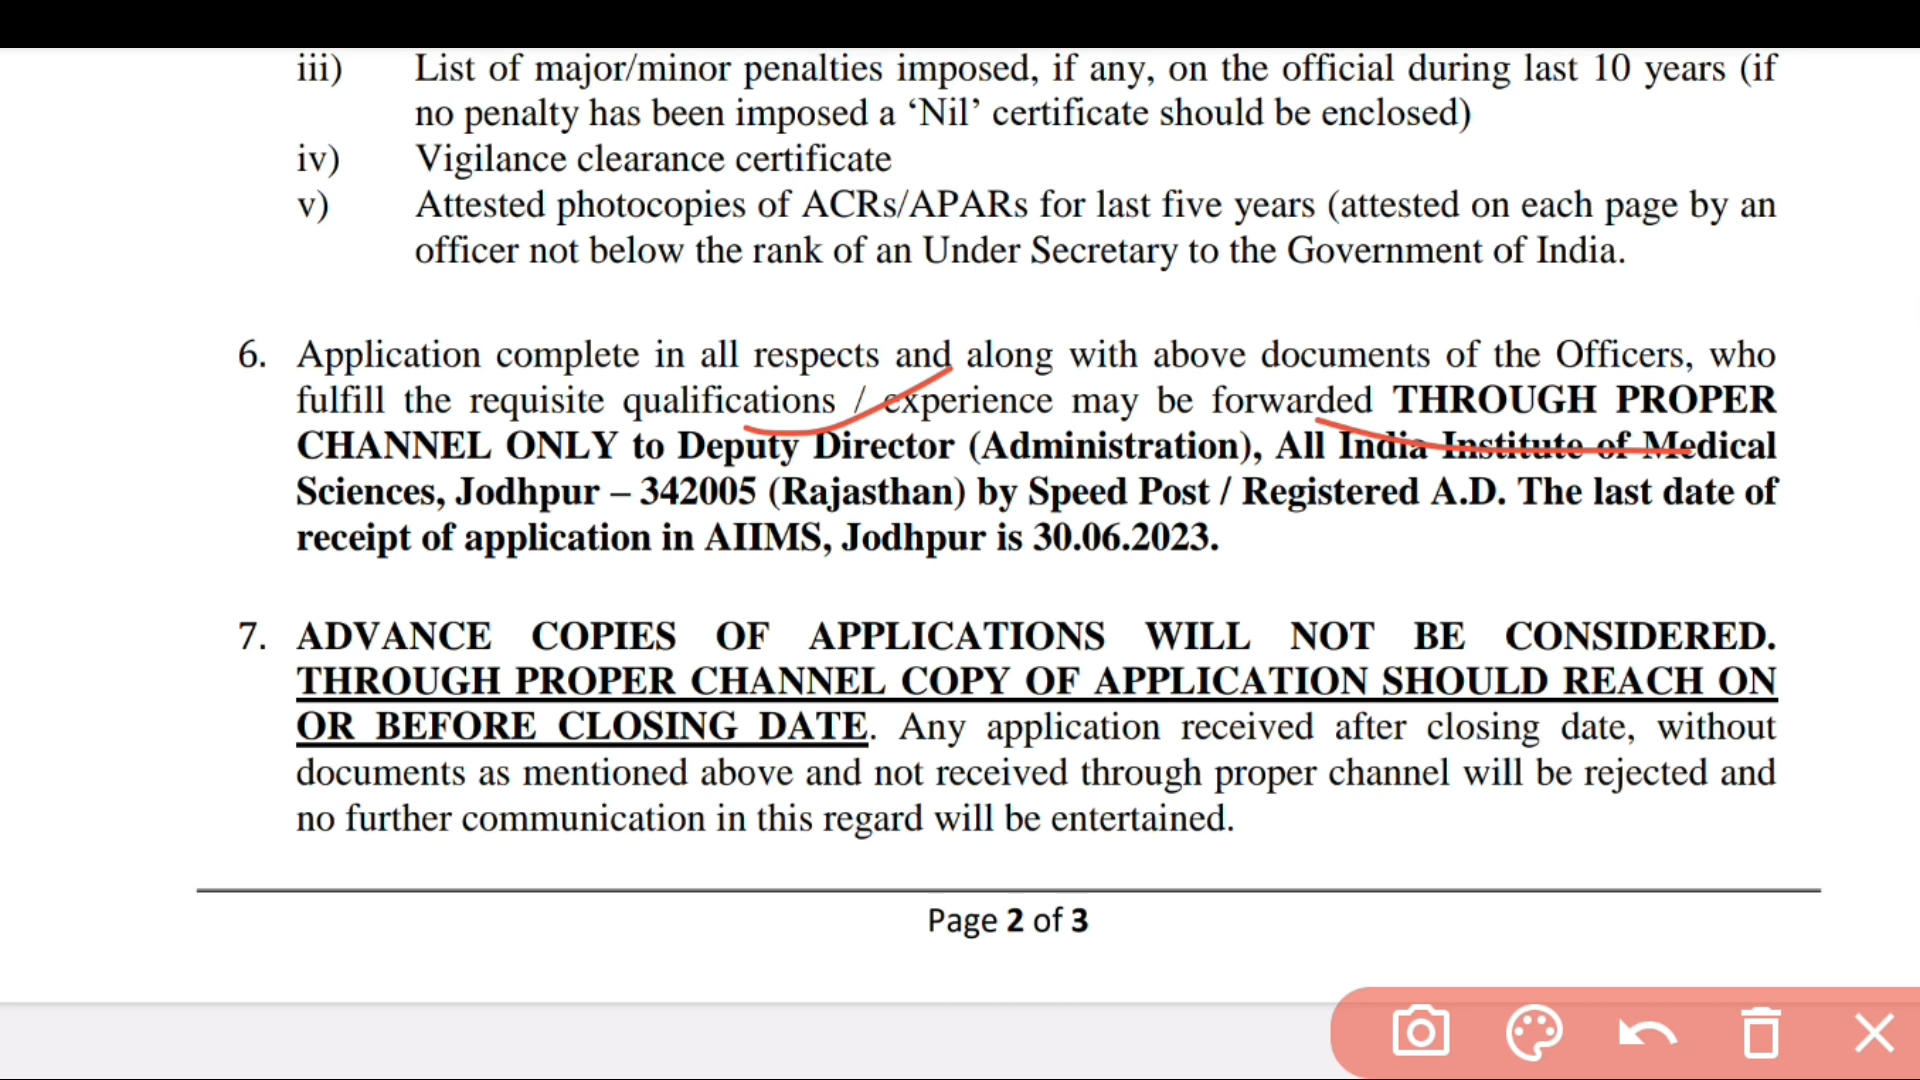 iii) List of major/minor penalties imposed, if any, on the official during last 10 years (if
no penalty has been imposed a ‘Nil’ certificate should be enclosed)
iv) Vigilance clearance certificate
v) Attested photocopies of ACRs/APARs for last five years (attested on each page by an
officer not below the rank of an Under Secretary to the Government of India.
6. Application complete in all respects and along with above documents of the Officers, who
fulfill the requisite qualifications / experience may be forwarded THROUGH PROPER
CHANNEL ONLY to Deputy Director (Administration), All India Institute of Medical
Sciences, Jodhpur – 342005 (Rajasthan) by Speed Post / Registered A.D. The last date of
receipt of application in AIIMS, Jodhpur is 30.06.2023.
7. ADVANCE COPIES OF APPLICATIONS WILL NOT BE CONSIDERED.
THROUGH PROPER CHANNEL COPY OF APPLICATION SHOULD REACH ON
OR BEFORE CLOSING DATE. Any application received after closing date, without
documents as mentioned above and not received through proper channel will be rejected and
no further communication in this regard will be entertained.
Page 2 of 3